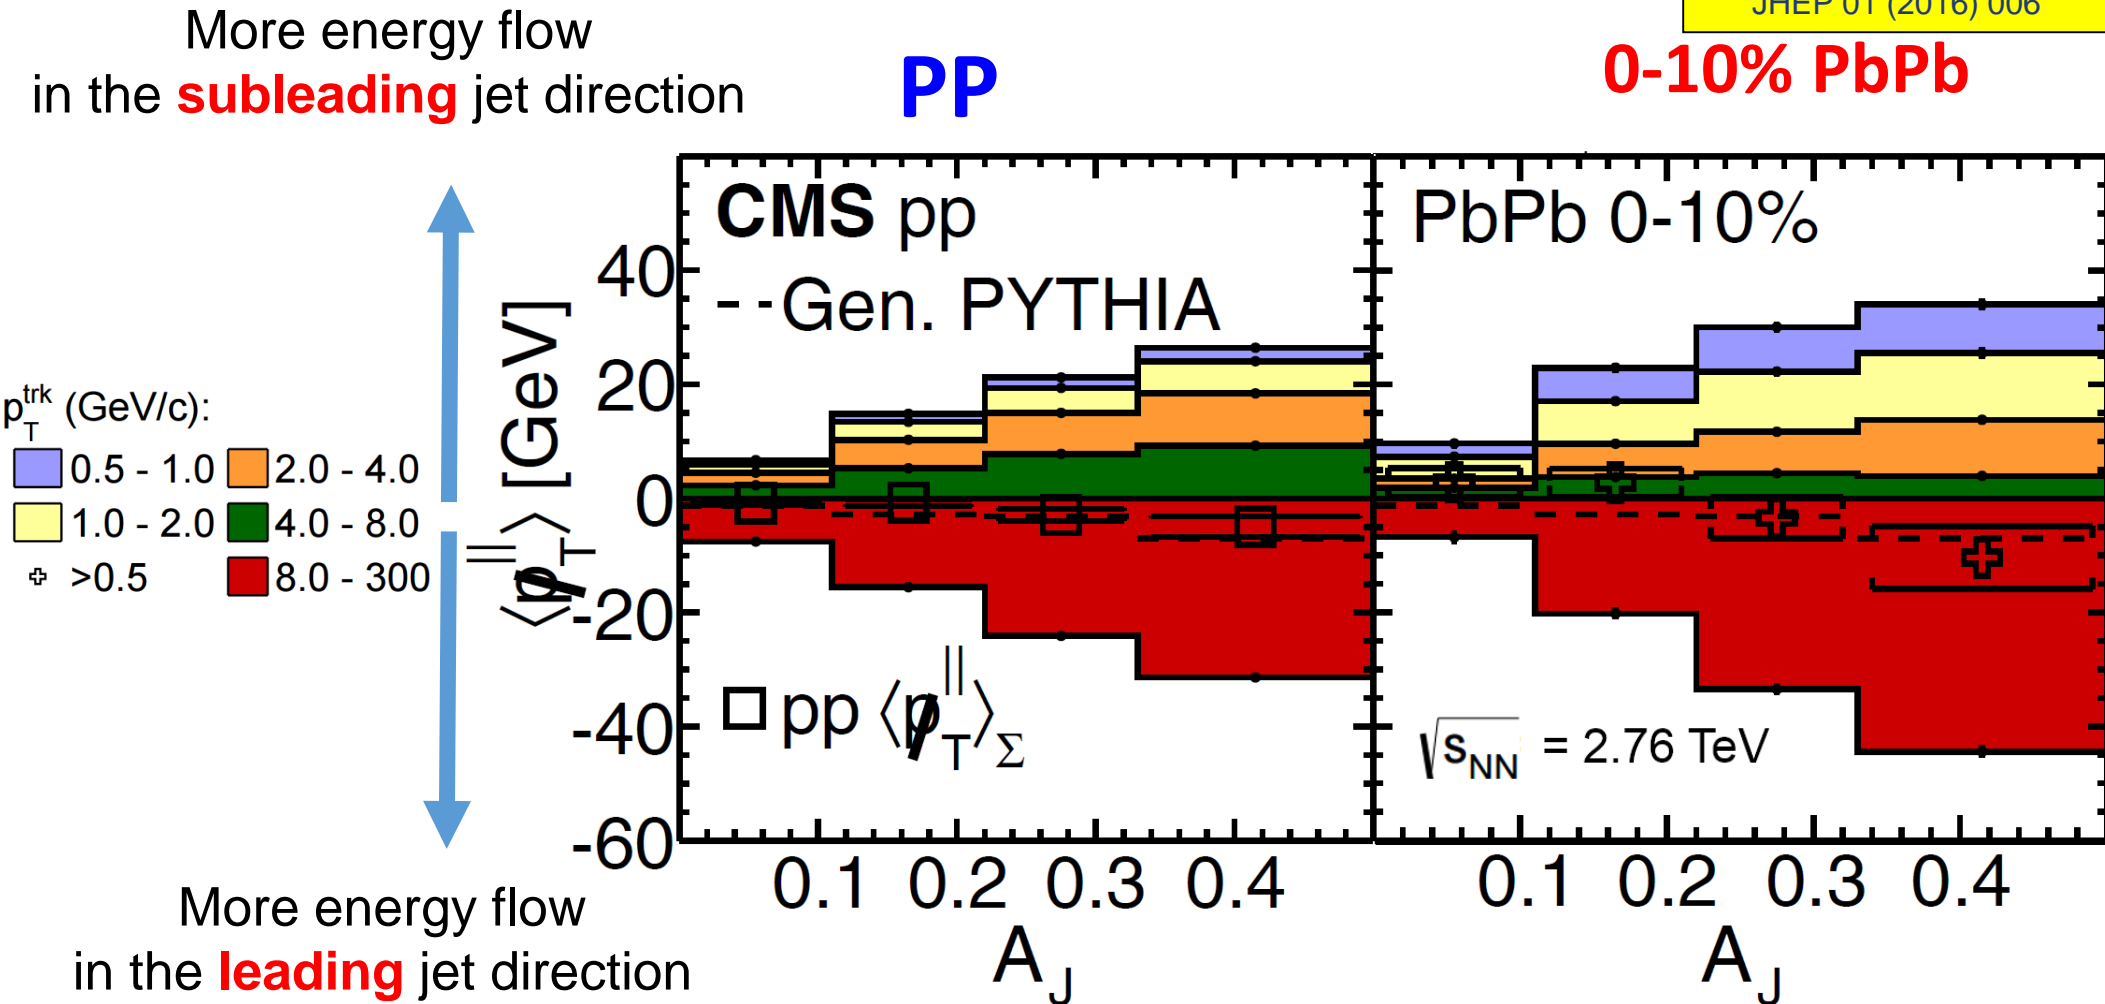 JHEP 01 (2016) 006
More energy flow
in the subleading jet direction
PP
0-10% PbPb
CMS pp
-- Gen. PYTHIA
PbPb 0-10%
p_T^trk (GeV/c):
0.5 - 1.0
2.0 - 4.0
1.0 - 2.0
4.0 - 8.0
>0.5
8.0 - 300
⟨p̸_T^||⟩ [GeV]
40
20
0
-20
-40
-60
pp ⟨p̸_T^||⟩_Σ
√s_NN = 2.76 TeV
0.1 0.2 0.3 0.4
0.1 0.2 0.3 0.4
A_J
A_J
More energy flow
in the leading jet direction